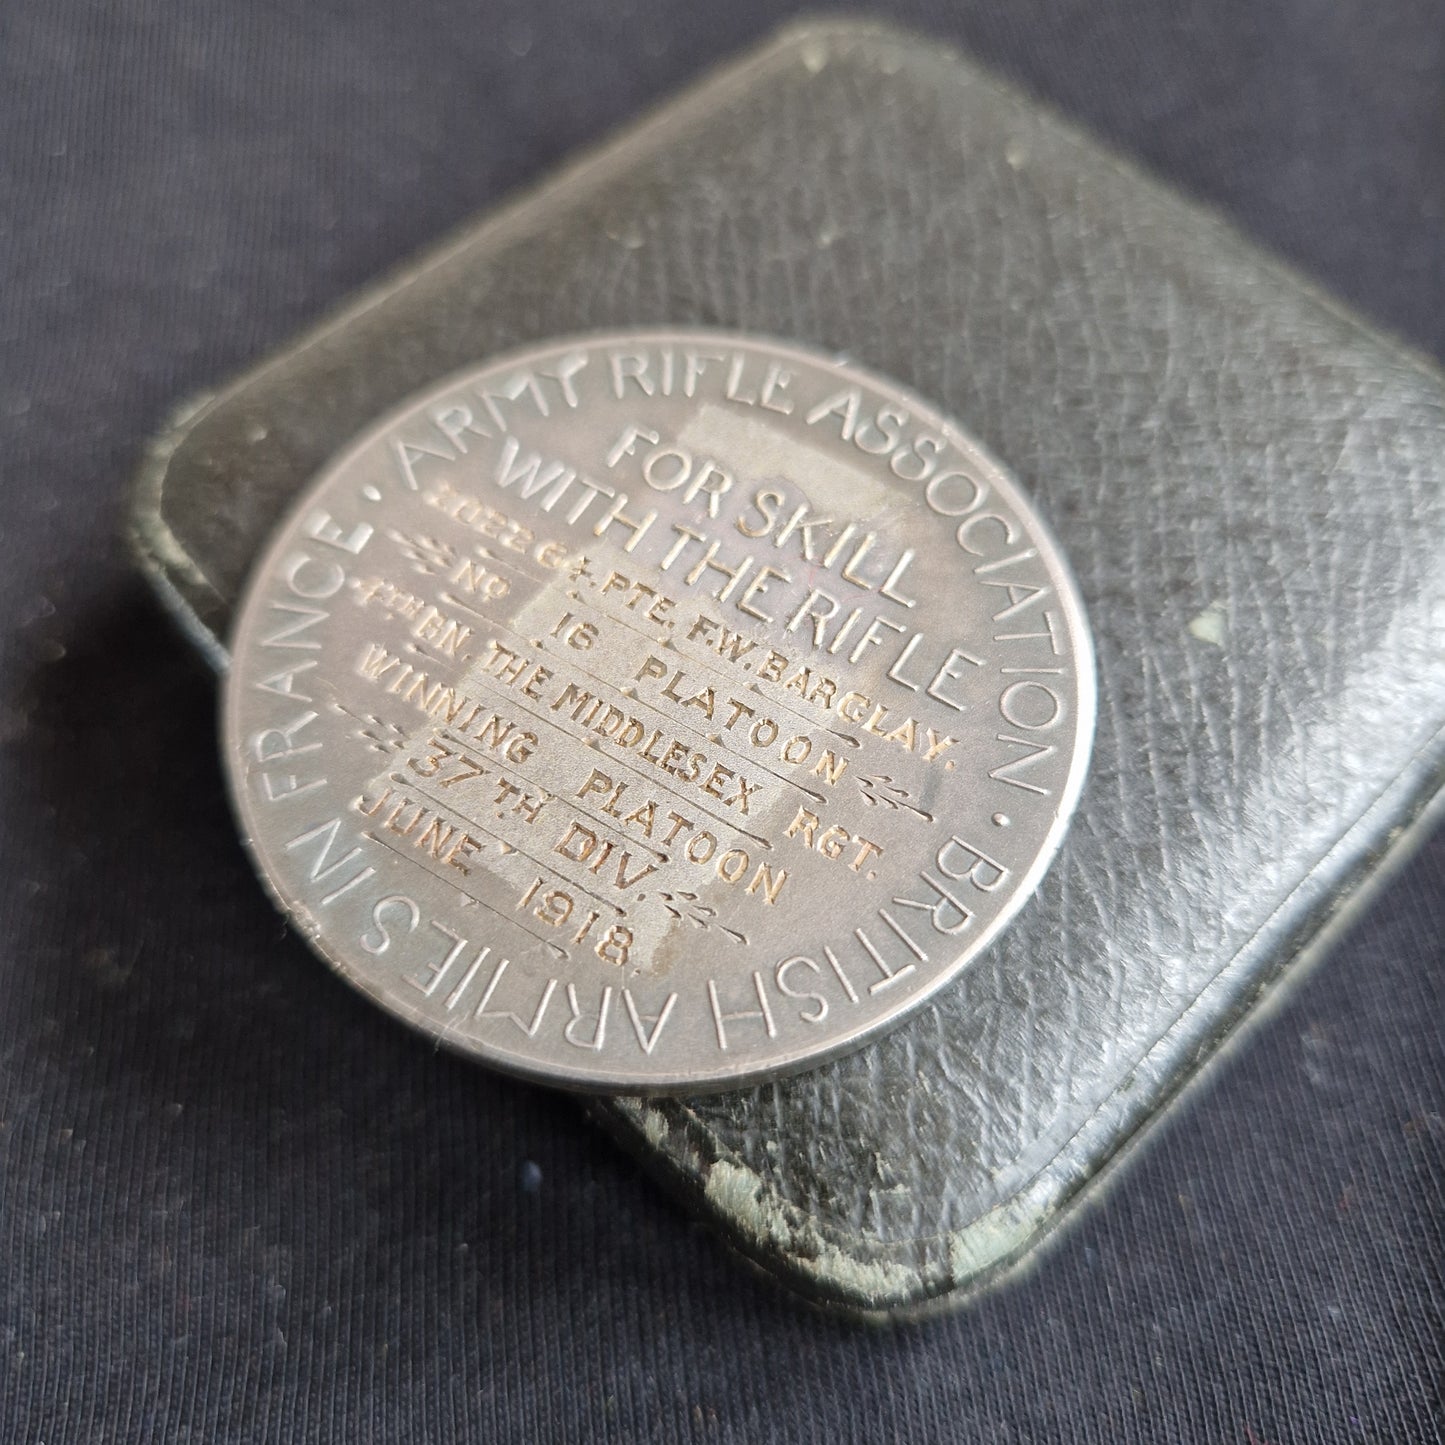 · ARMY RIFLE ASSOCIATION · BRITISH ARMIES IN FRANCE
FOR SKILL
WITH THE RIFLE
PTE. F.W. BARCLAY.
NO 16 PLATOON
4TH BN. THE MIDDLESEX RGT.
WINNING PLATOON
37TH DIV.
JUNE 1918.